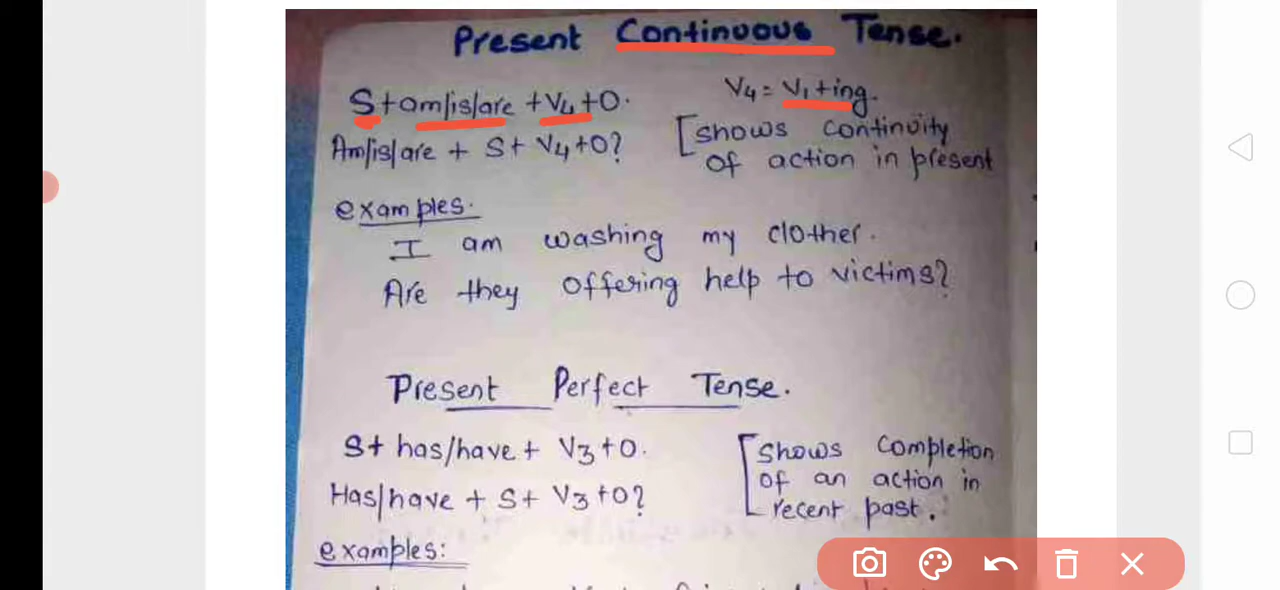 Present Continuous Tense.
S+am/is/are +V4+O.
V4 = V1+ing.
Am/is/are + S+ V4+O?
[shows continuity
of action in present
examples.
I am washing my clother.
Are they offering help to victims?
Present Perfect Tense.
S+ has/have + V3+O.
Has/have + S+ V3+O?
[Shows completion
of an action in
recent past.
examples: